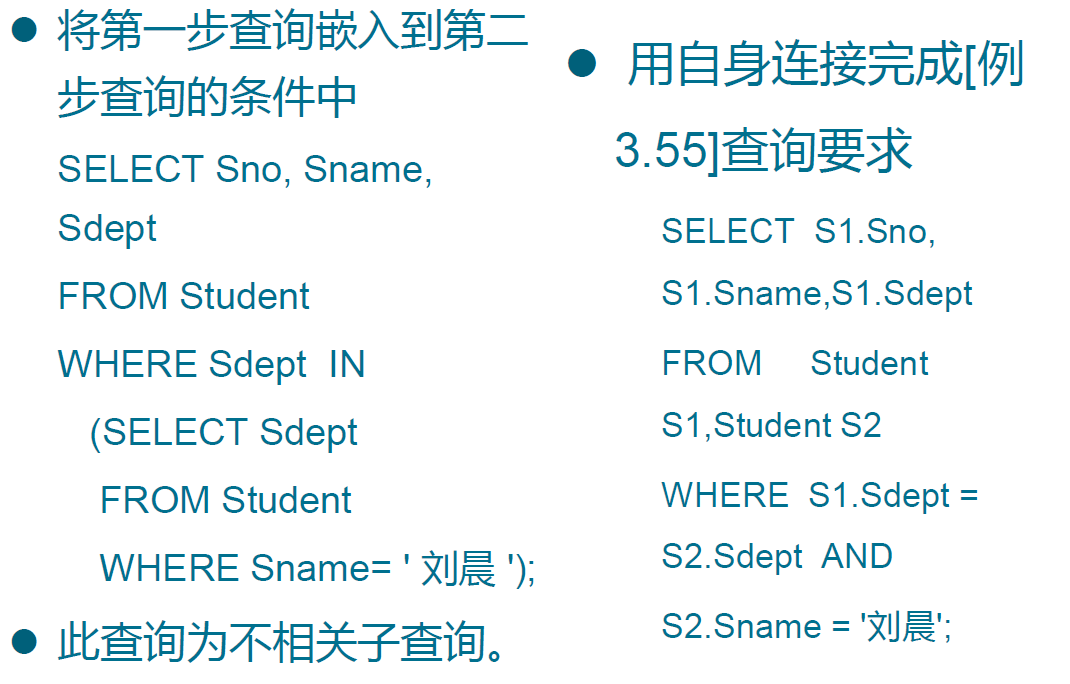 ● 将第一步查询嵌入到第二
步查询的条件中
SELECT Sno, Sname,
Sdept
FROM Student
WHERE Sdept IN
(SELECT Sdept
FROM Student
WHERE Sname= ' 刘晨 ');
● 此查询为不相关子查询。
● 用自身连接完成[例
3.55]查询要求
SELECT S1.Sno,
S1.Sname,S1.Sdept
FROM Student
S1,Student S2
WHERE S1.Sdept =
S2.Sdept AND
S2.Sname = '刘晨';